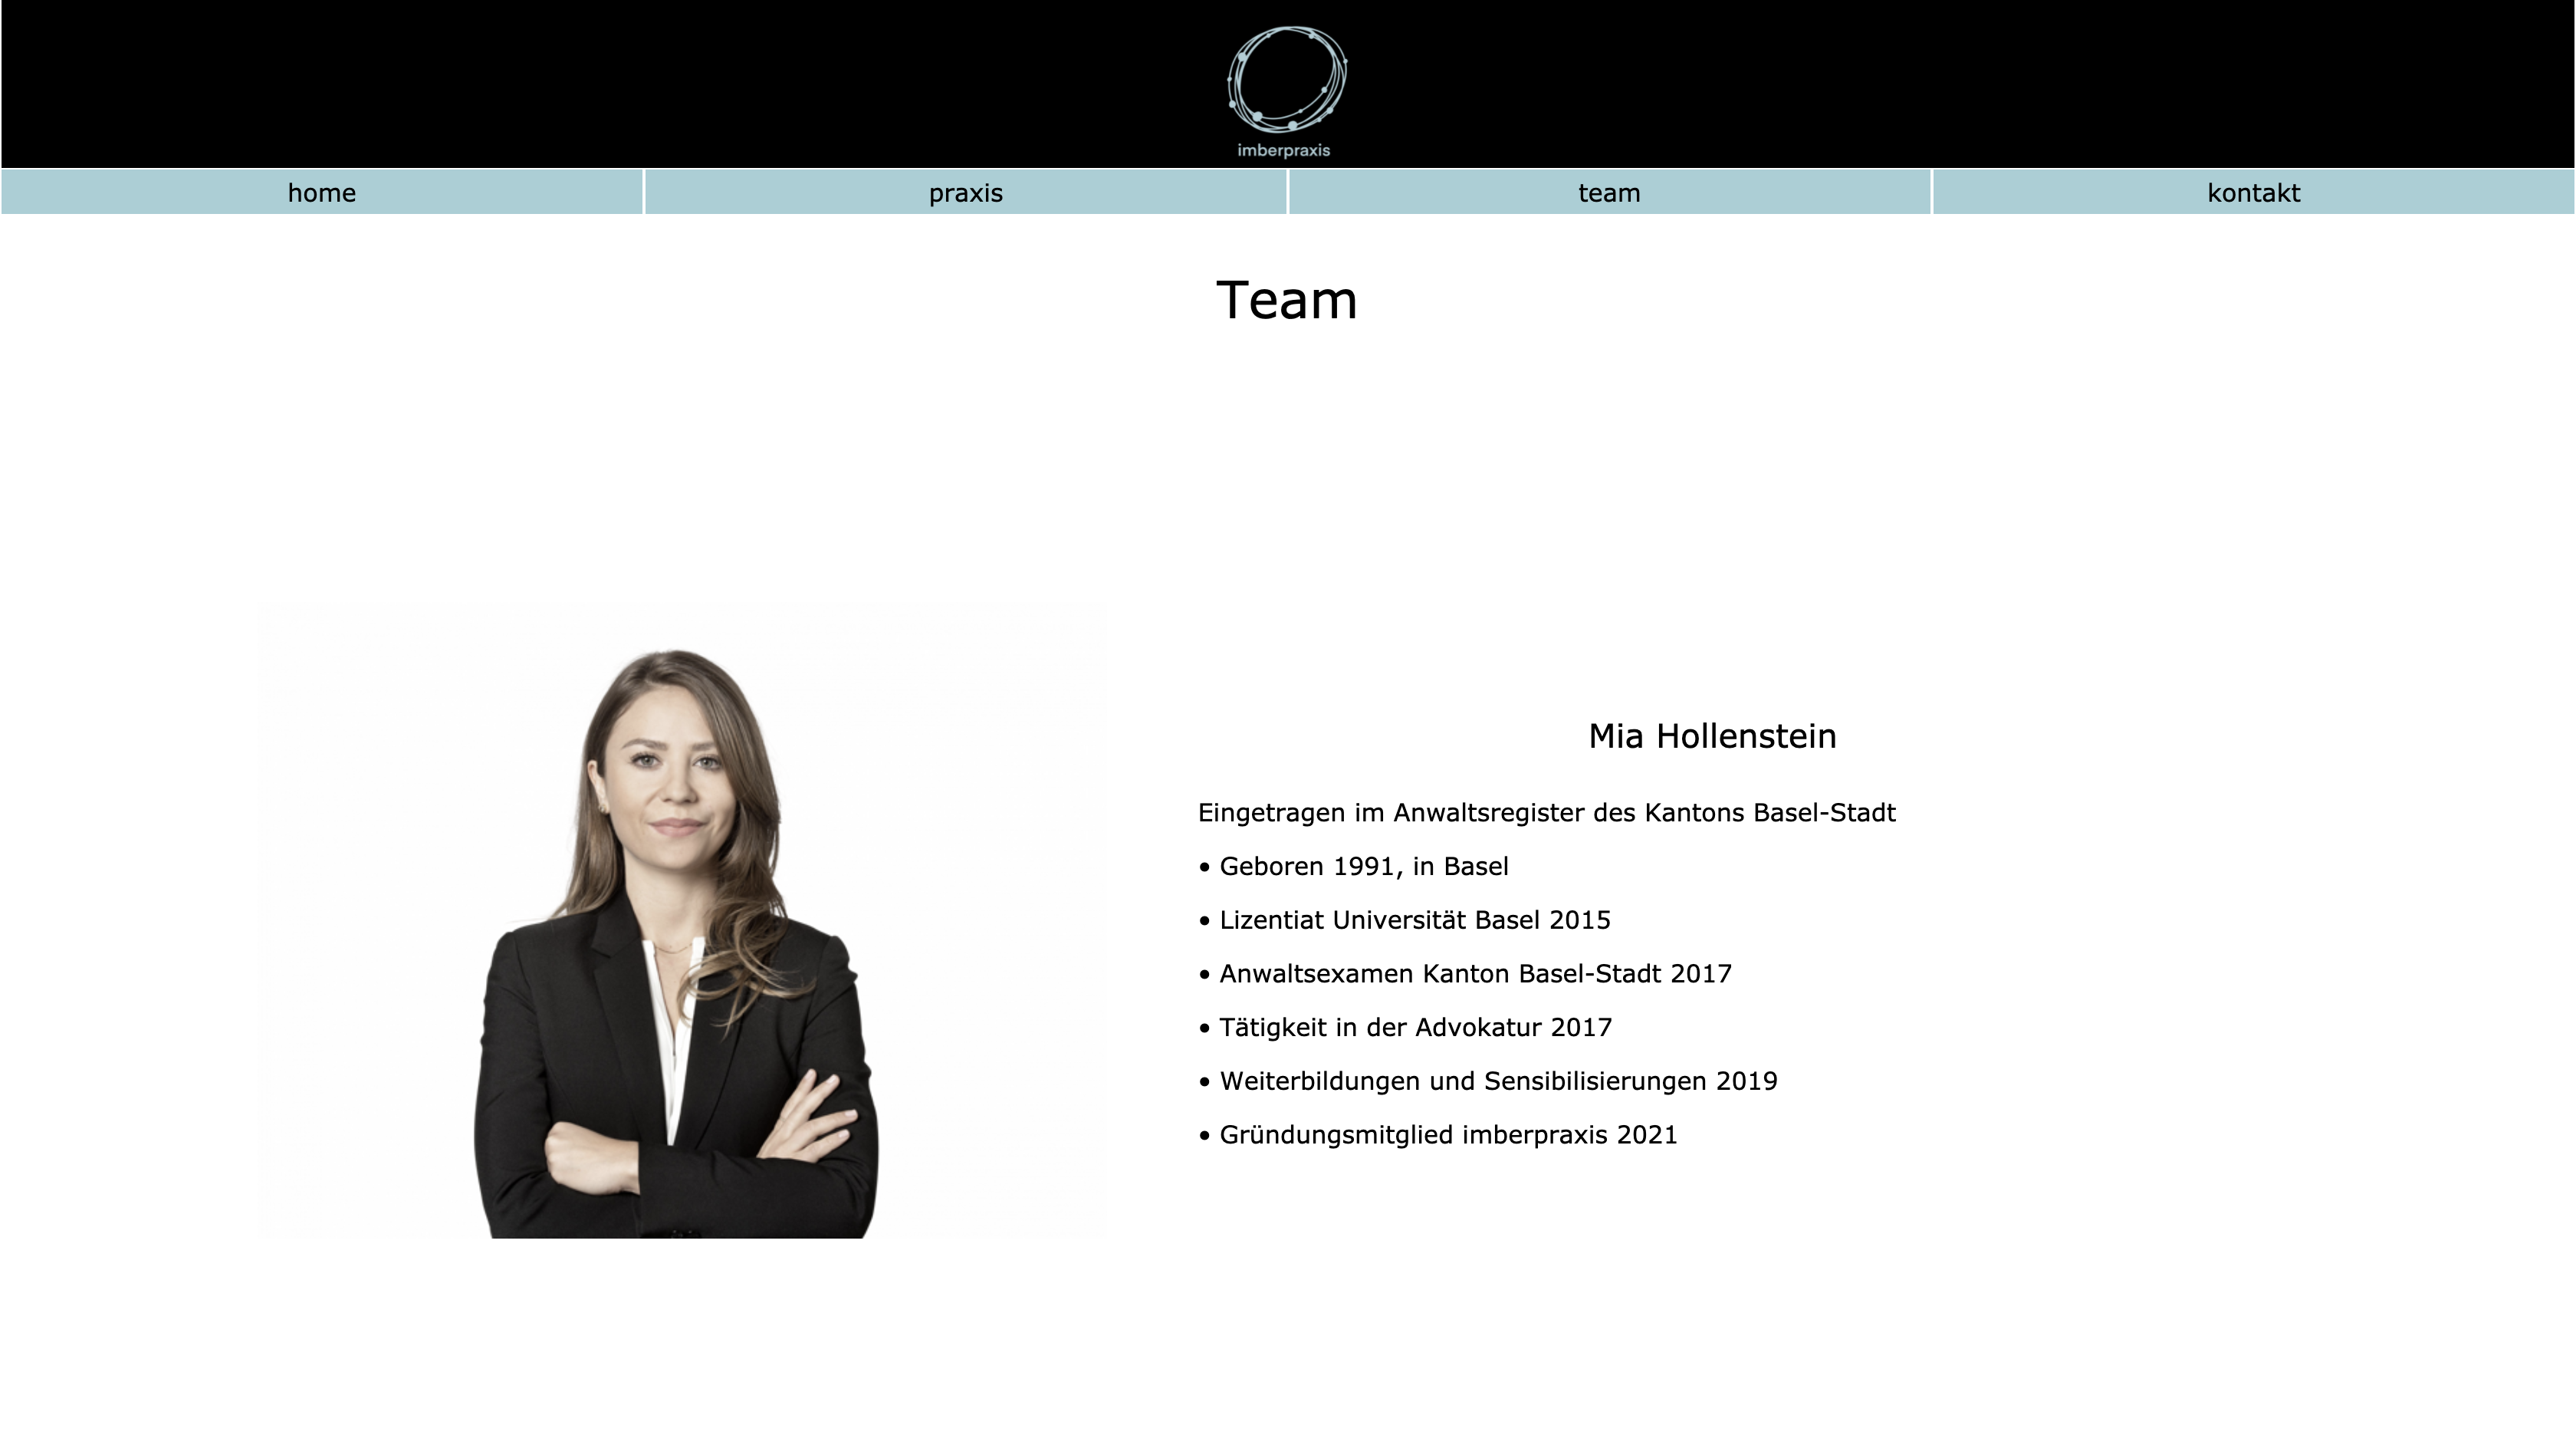 imberpraxis
home
praxis
team
kontakt
Team
Mia Hollenstein
Eingetragen im Anwaltsregister des Kantons Basel-Stadt
• Geboren 1991, in Basel
• Lizentiat Universität Basel 2015
• Anwaltsexamen Kanton Basel-Stadt 2017
• Tätigkeit in der Advokatur 2017
• Weiterbildungen und Sensibilisierungen 2019
• Gründungsmitglied imberpraxis 2021